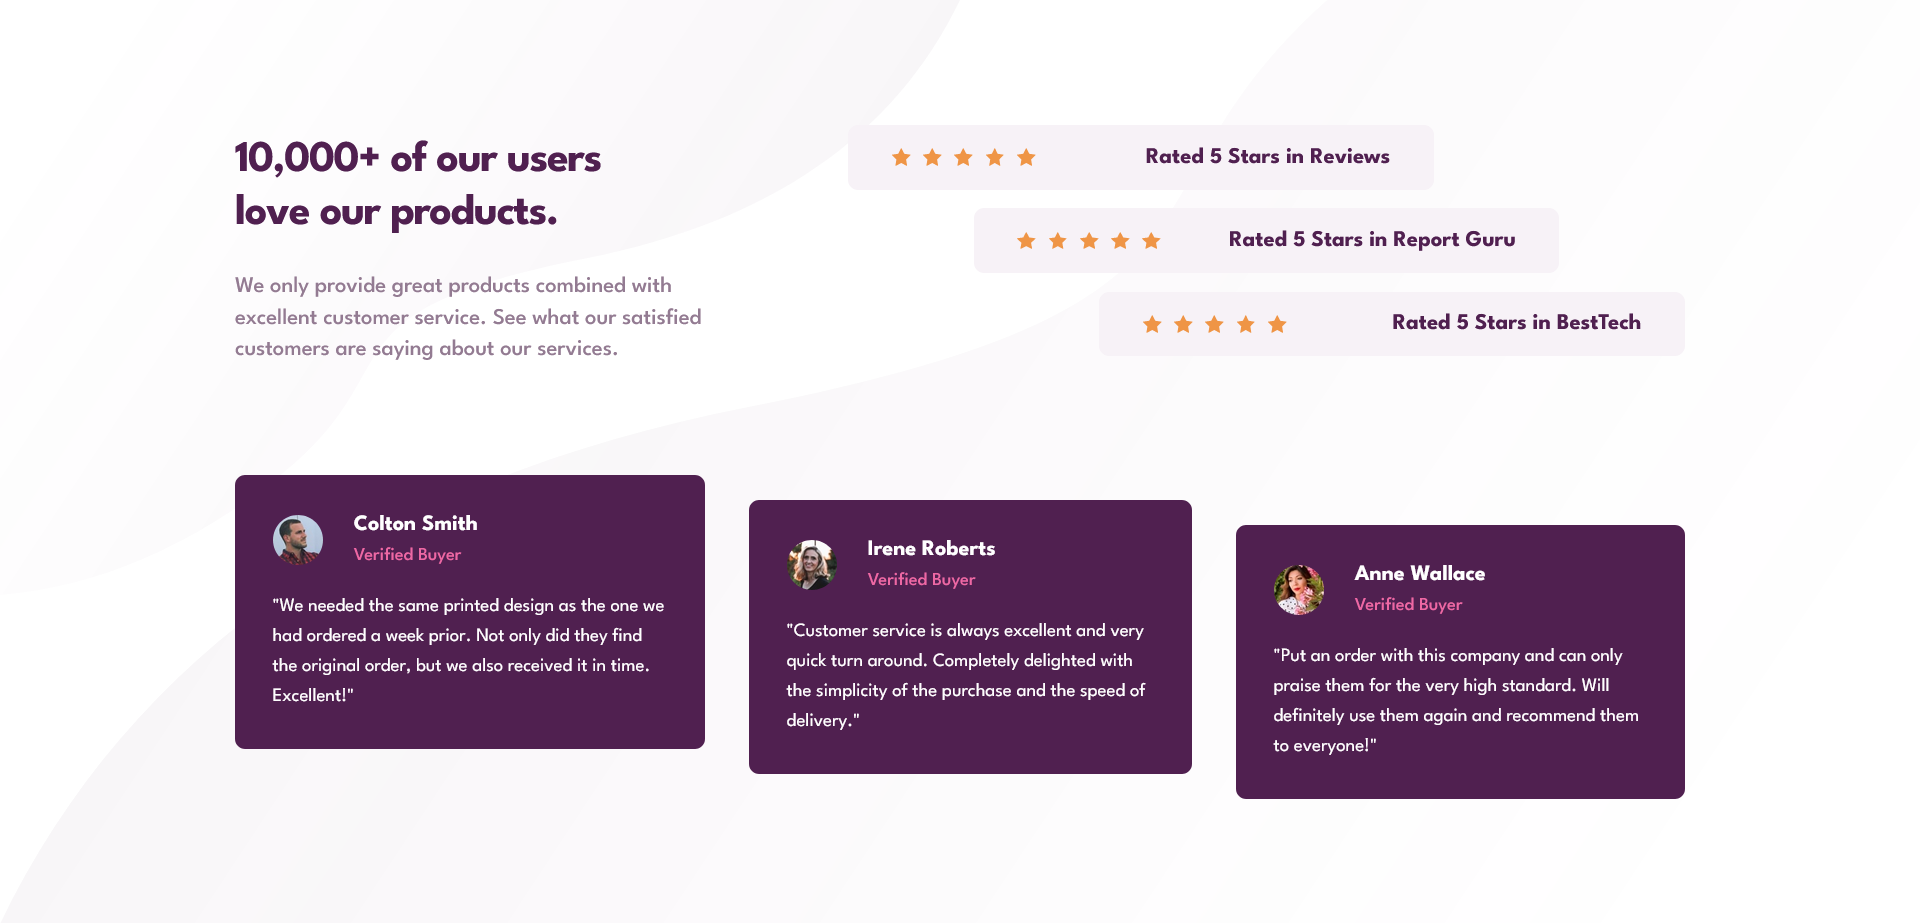 10,000+ of our users
love our products.
We only provide great products combined with
excellent customer service. See what our satisfied
customers are saying about our services.
Rated 5 Stars in Reviews
Rated 5 Stars in Report Guru
Rated 5 Stars in BestTech
Colton Smith
Verified Buyer
"We needed the same printed design as the one we
had ordered a week prior. Not only did they find
the original order, but we also received it in time.
Excellent!"
Irene Roberts
Verified Buyer
"Customer service is always excellent and very
quick turn around. Completely delighted with
the simplicity of the purchase and the speed of
delivery."
Anne Wallace
Verified Buyer
"Put an order with this company and can only
praise them for the very high standard. Will
definitely use them again and recommend them
to everyone!"